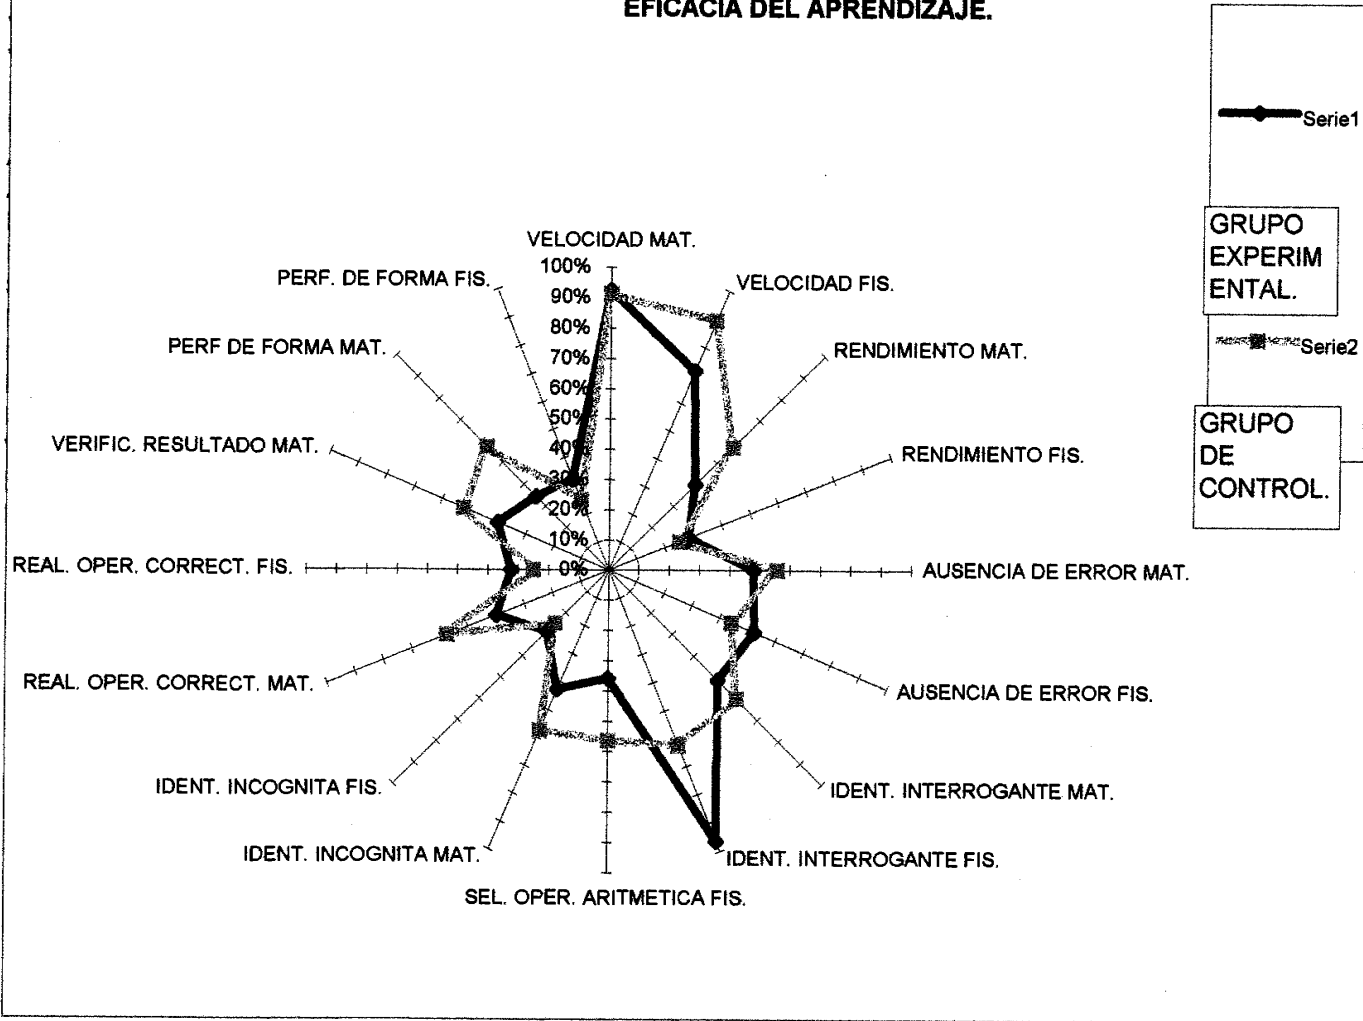 EFICACIA DEL APRENDIZAJE.
Serie1
GRUPO
EXPERIM
ENTAL.
Serie2
GRUPO
DE
CONTROL.
VELOCIDAD MAT.
VELOCIDAD FIS.
RENDIMIENTO MAT.
RENDIMIENTO FIS.
AUSENCIA DE ERROR MAT.
AUSENCIA DE ERROR FIS.
IDENT. INTERROGANTE MAT.
IDENT. INTERROGANTE FIS.
SEL. OPER. ARITMETICA FIS.
IDENT. INCOGNITA MAT.
IDENT. INCOGNITA FIS.
REAL. OPER. CORRECT. MAT.
REAL. OPER. CORRECT. FIS.
VERIFIC. RESULTADO MAT.
PERF DE FORMA MAT.
PERF. DE FORMA FIS.
100%
90%
80%
70%
60%
50%
40%
30%
20%
10%
0%